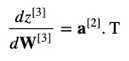 dz^[3] / dW^[3] = a^[2]. T